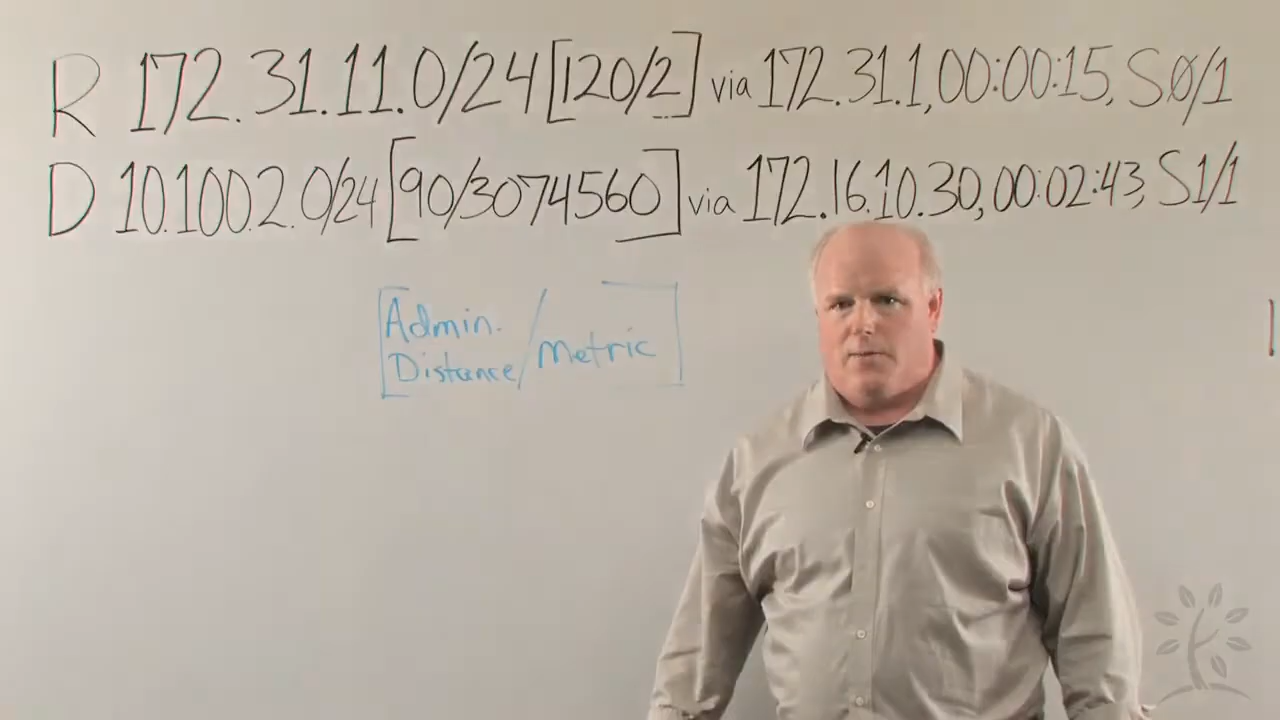 R 172.31.11.0/24 [120/2] via 172.31.1,00:00:15, S0/1
D 10.100.2.0/24 [90/3074560] via 172.16.10.30,00:02:43, S1/1
[Admin. Distance/Metric]